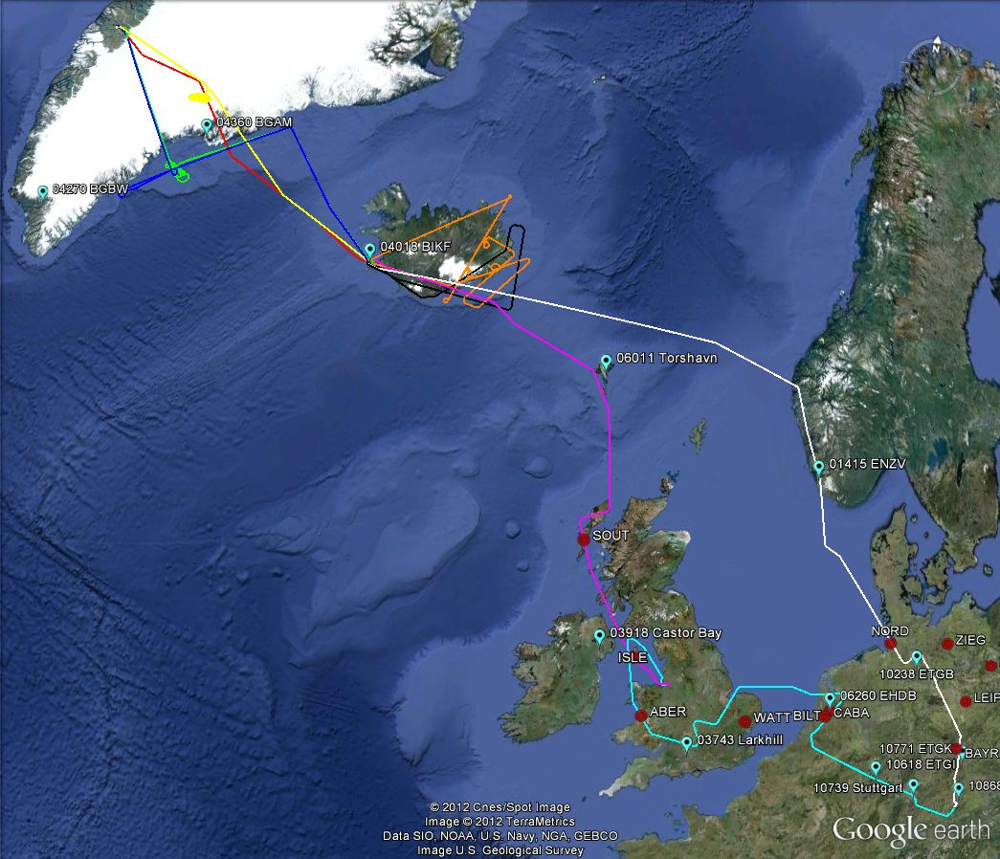 N
04360 BGAM
04270 BGBW
04018 BIKF
06011 Torshavn
01415 ENZV
SOUT
03918 Castor Bay
NORD
ZIEG
ISLE
10238 ETGB
06260 EHDB
LEIP
ABER
WATT
BILT
CABA
03743 Larkhill
10771 ETGK
BAYR
10618 ETGI
10739 Stuttgart
10868
© 2012 Cnes/Spot Image
Image © 2012 TerraMetrics
Data SIO, NOAA, U.S. Navy, NGA, GEBCO
Image U.S. Geological Survey
Google earth